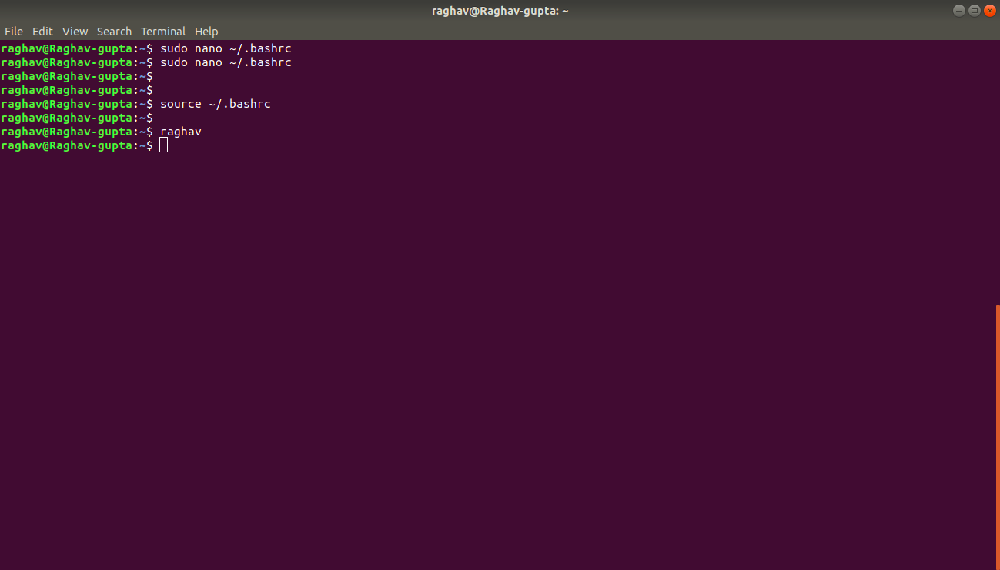 raghav@Raghav-gupta: ~
File Edit View Search Terminal Help
raghav@Raghav-gupta:~$ sudo nano ~/.bashrc
raghav@Raghav-gupta:~$ sudo nano ~/.bashrc
raghav@Raghav-gupta:~$
raghav@Raghav-gupta:~$
raghav@Raghav-gupta:~$ source ~/.bashrc
raghav@Raghav-gupta:~$
raghav@Raghav-gupta:~$ raghav
raghav@Raghav-gupta:~$